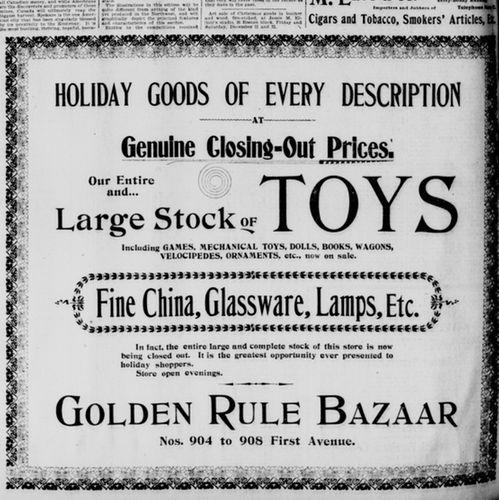 Cigars and Tobacco, Smokers' Articles, Etc
HOLIDAY GOODS OF EVERY DESCRIPTION
AT
Genuine Closing-Out Prices.
Our Entire
and...
Large Stock OF TOYS
Including GAMES, MECHANICAL TOYS, DOLLS, BOOKS, WAGONS,
VELOCIPEDES, ORNAMENTS, etc., now on sale.
Fine China, Glassware, Lamps, Etc.
In fact, the entire large and complete stock of this store is now
being closed out. It is the greatest opportunity ever presented to
holiday shoppers.
Store open evenings.
GOLDEN RULE BAZAAR
Nos. 904 to 908 First Avenue.